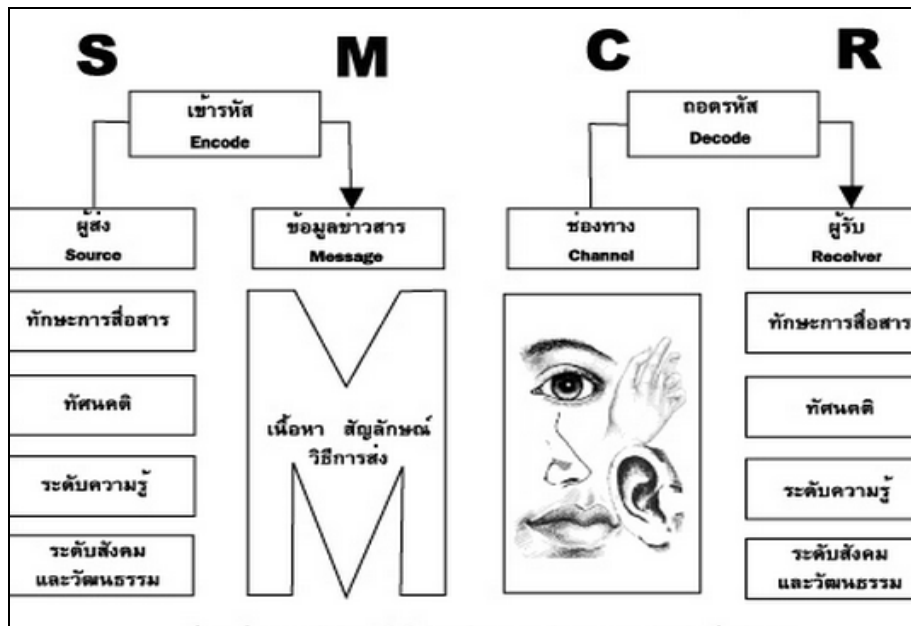 S M C R
เข้ารหัส
Encode
ถอดรหัส
Decode
ผู้ส่ง
Source
ข้อมูลข่าวสาร
Message
ช่องทาง
Channel
ผู้รับ
Receiver
ทักษะการสื่อสาร
ทัศนคติ
ระดับความรู้
ระดับสังคม
และวัฒนธรรม
เนื้อหา สัญลักษณ์
วิธีการส่ง
ทักษะการสื่อสาร
ทัศนคติ
ระดับความรู้
ระดับสังคม
และวัฒนธรรม